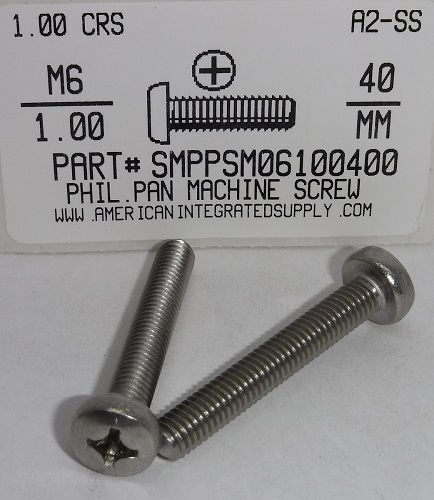 1.00 CRS A2-SS
M6 40
1.00 MM
PART# SMPPSM06100400
PHIL.PAN MACHINE SCREW
WWW.AMERICANINTEGRATEDSUPPLY.COM